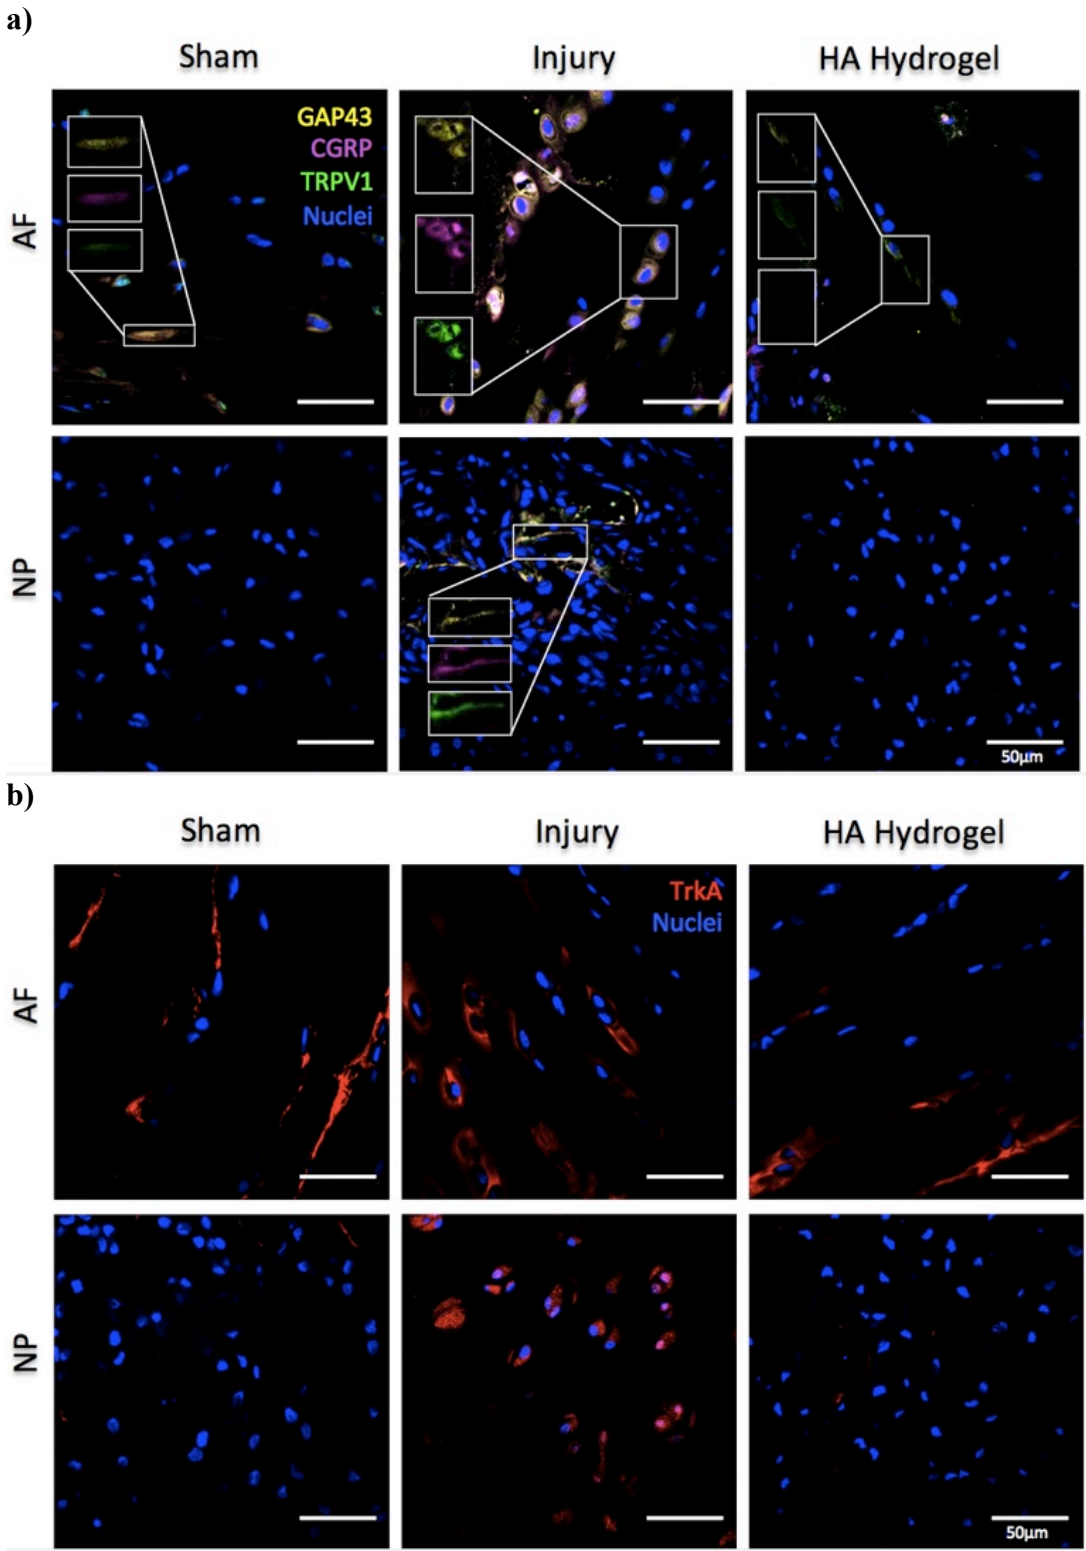 a)
Sham Injury HA Hydrogel
AF
GAP43
CGRP
TRPV1
Nuclei
NP
50µm
b)
Sham Injury HA Hydrogel
AF
TrkA
Nuclei
NP
50µm